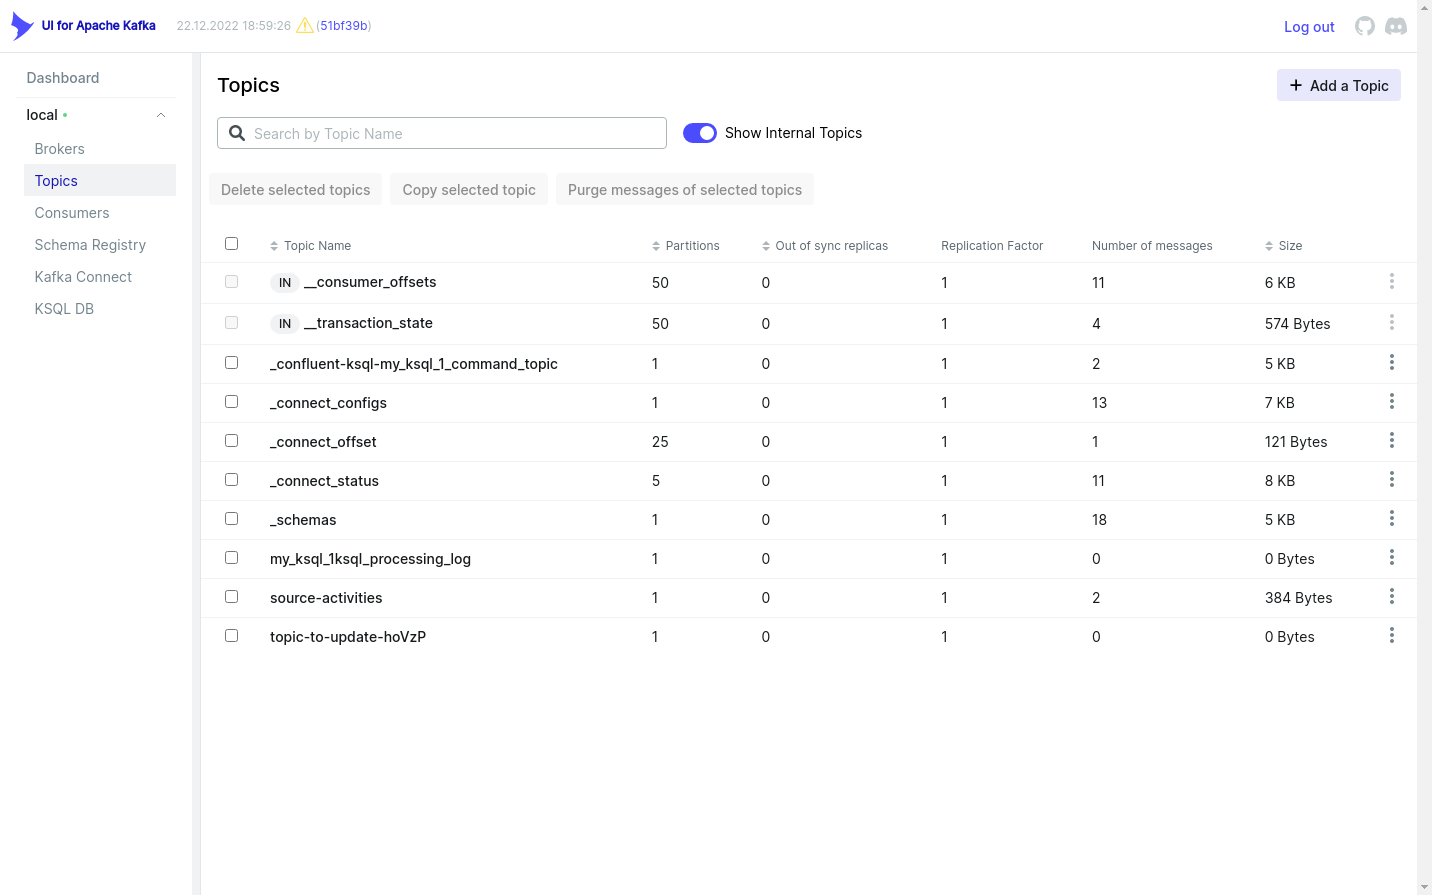 UI for Apache Kafka 22.12.2022 18:59:26 (51bf39b) Log out
Dashboard
local
Brokers
Topics
Consumers
Schema Registry
Kafka Connect
KSQL DB
Topics
Add a Topic
Search by Topic Name
Show Internal Topics
Delete selected topics Copy selected topic Purge messages of selected topics
Topic Name Partitions Out of sync replicas Replication Factor Number of messages Size
IN __consumer_offsets 50 0 1 11 6 KB
IN __transaction_state 50 0 1 4 574 Bytes
_confluent-ksql-my_ksql_1_command_topic 1 0 1 2 5 KB
_connect_configs 1 0 1 13 7 KB
_connect_offset 25 0 1 1 121 Bytes
_connect_status 5 0 1 11 8 KB
_schemas 1 0 1 18 5 KB
my_ksql_1ksql_processing_log 1 0 1 0 0 Bytes
source-activities 1 0 1 2 384 Bytes
topic-to-update-hoVzP 1 0 1 0 0 Bytes